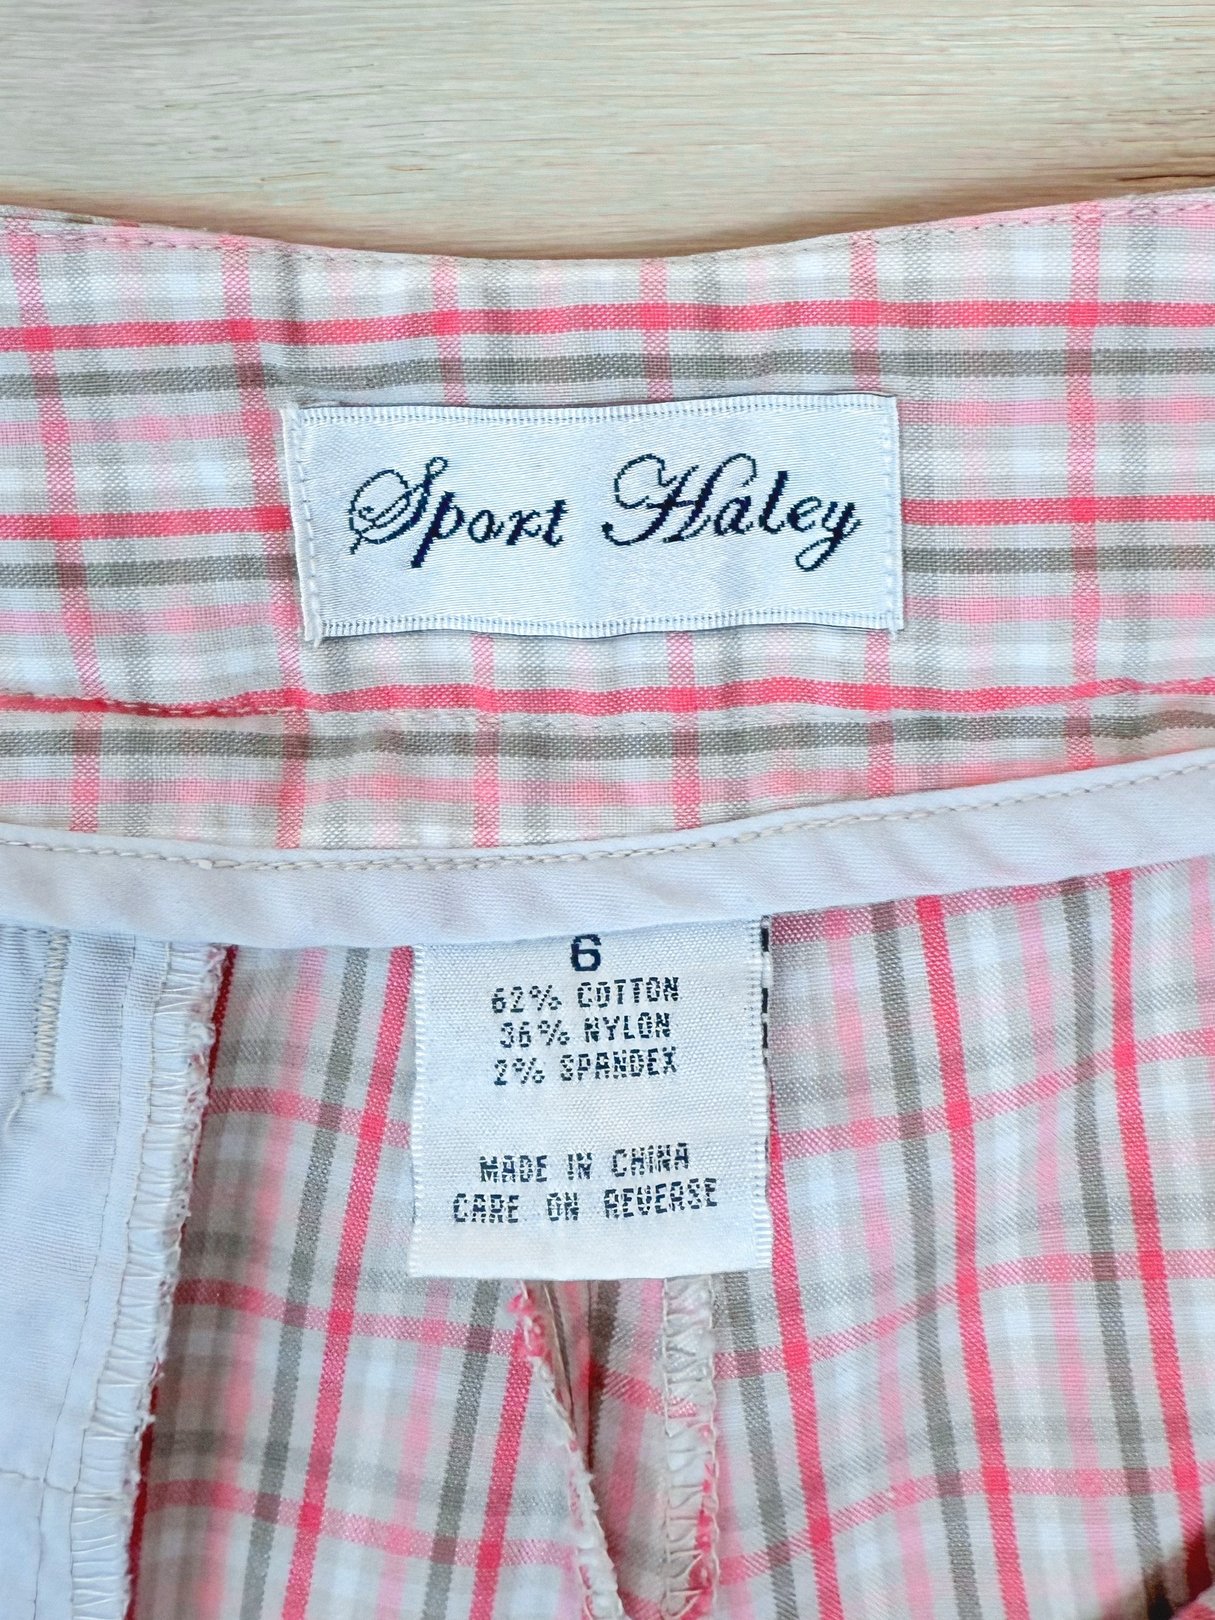 Sport Haley
6
62% COTTON
36% NYLON
2% SPANDEX
MADE IN CHINA
CARE ON REVERSE